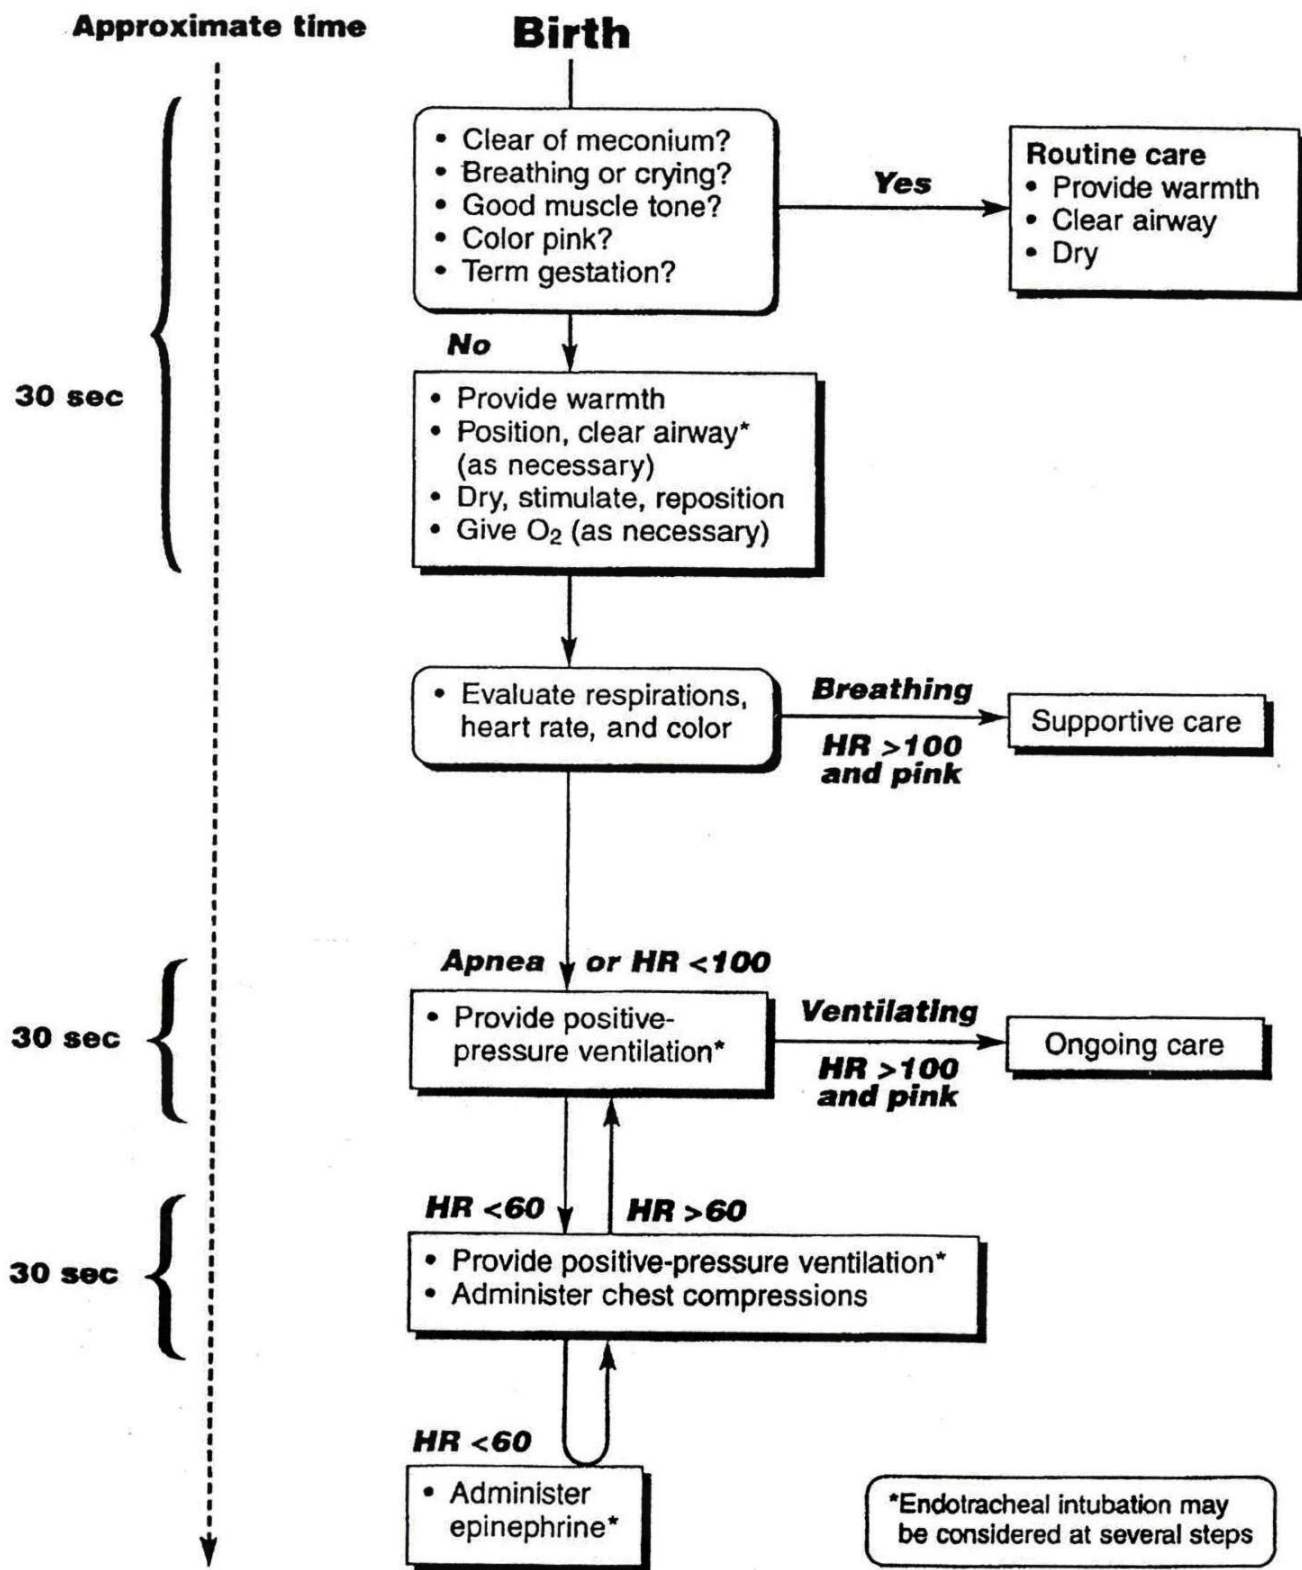 Approximate time
Birth
• Clear of meconium?
• Breathing or crying?
• Good muscle tone?
• Color pink?
• Term gestation?
Yes
Routine care
• Provide warmth
• Clear airway
• Dry
No
30 sec
• Provide warmth
• Position, clear airway*
(as necessary)
• Dry, stimulate, reposition
• Give O₂ (as necessary)
• Evaluate respirations,
heart rate, and color
Breathing
HR >100
and pink
Supportive care
Apnea or HR <100
30 sec
• Provide positive-
pressure ventilation*
Ventilating
HR >100
and pink
Ongoing care
HR <60
HR >60
30 sec
• Provide positive-pressure ventilation*
• Administer chest compressions
HR <60
• Administer
epinephrine*
*Endotracheal intubation may
be considered at several steps